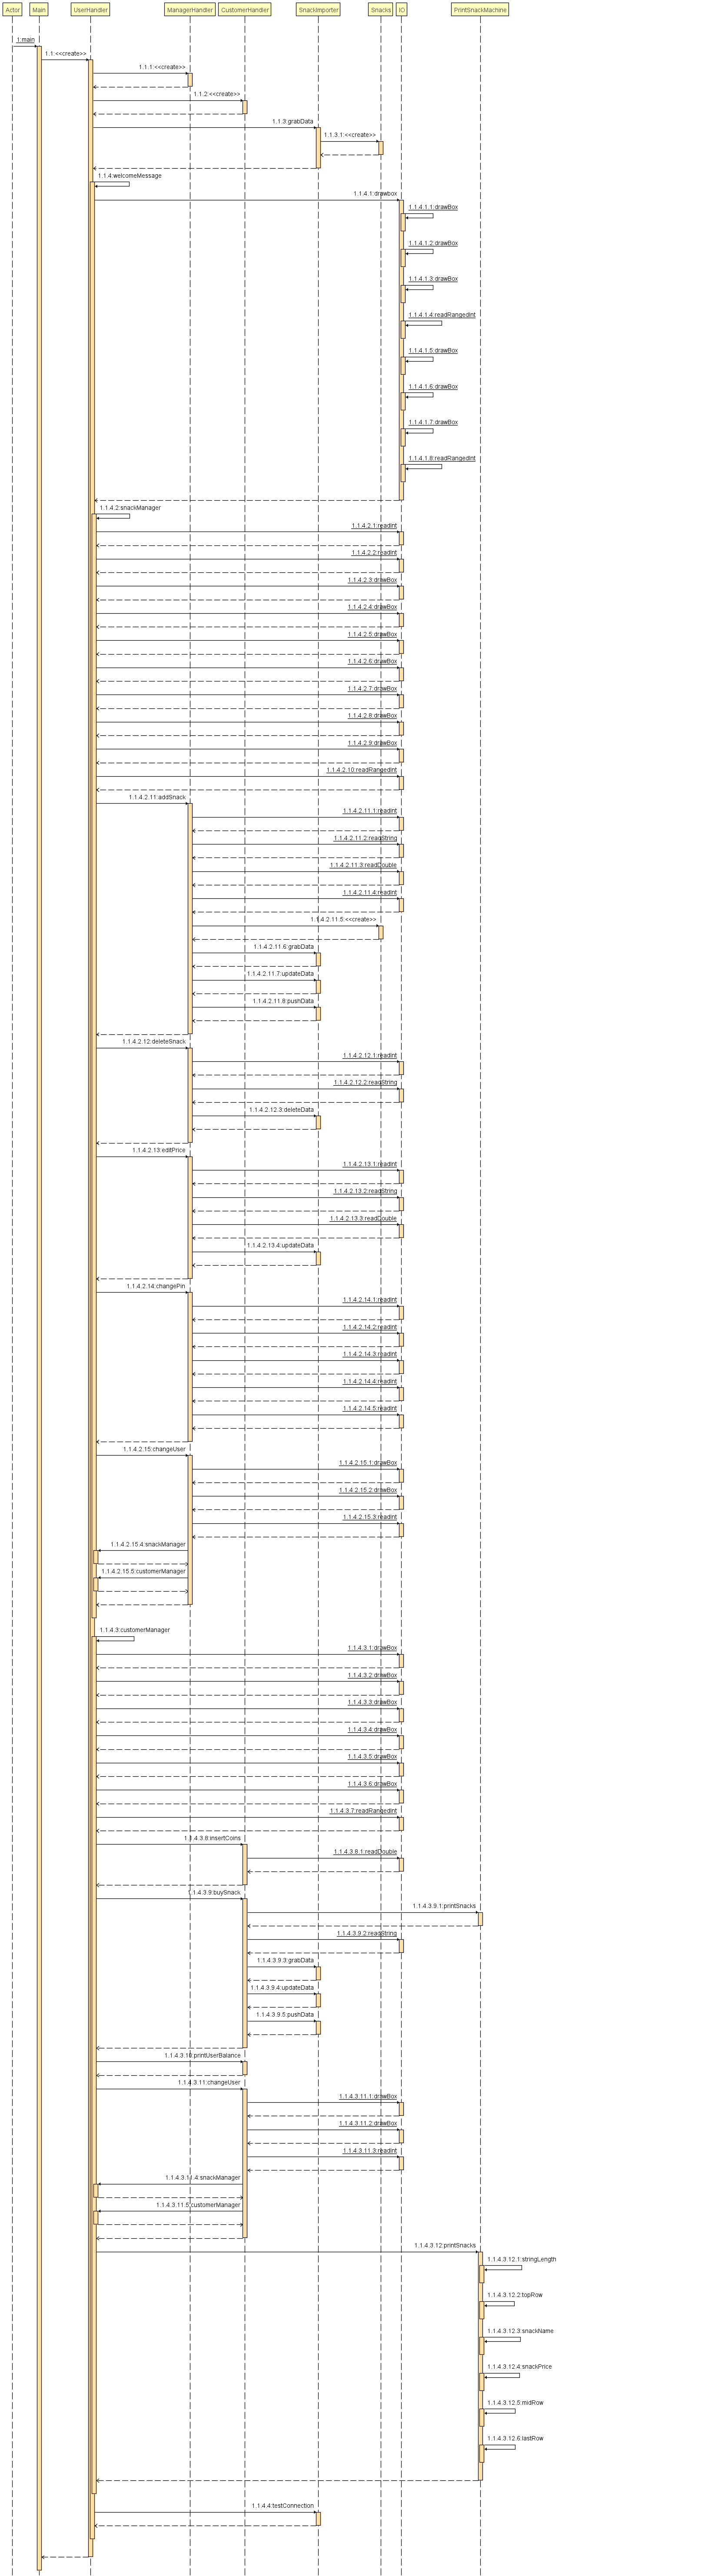 Actor
Main
UserHandler
ManagerHandler
CustomerHandler
SnackImporter
Snacks
IO
PrintSnackMachine
1:main
1.1:<<create>>
1.1.1:<<create>>
1.1.2:<<create>>
1.1.3:grabData
1.1.3.1:<<create>>
1.1.4:welcomeMessage
1.1.4.1:drawbox
1.1.4.1.1:drawBox
1.1.4.1.2:drawBox
1.1.4.1.3:drawBox
1.1.4.1.4:readRangedInt
1.1.4.1.5:drawBox
1.1.4.1.6:drawBox
1.1.4.1.7:drawBox
1.1.4.1.8:readRangedInt
1.1.4.2:snackManager
1.1.4.2.1:readInt
1.1.4.2.2:readInt
1.1.4.2.3:drawBox
1.1.4.2.4:drawBox
1.1.4.2.5:drawBox
1.1.4.2.6:drawBox
1.1.4.2.7:drawBox
1.1.4.2.8:drawBox
1.1.4.2.9:drawBox
1.1.4.2.10:readRangedInt
1.1.4.2.11:addSnack
1.1.4.2.11.1:readInt
1.1.4.2.11.2:readString
1.1.4.2.11.3:readDouble
1.1.4.2.11.4:readInt
1.1.4.2.11.5:<<create>>
1.1.4.2.11.6:grabData
1.1.4.2.11.7:updateData
1.1.4.2.11.8:pushData
1.1.4.2.12:deleteSnack
1.1.4.2.12.1:readInt
1.1.4.2.12.2:readString
1.1.4.2.12.3:deleteData
1.1.4.2.13:editPrice
1.1.4.2.13.1:readInt
1.1.4.2.13.2:readString
1.1.4.2.13.3:readDouble
1.1.4.2.13.4:updateData
1.1.4.2.14:changePin
1.1.4.2.14.1:readInt
1.1.4.2.14.2:readInt
1.1.4.2.14.3:readInt
1.1.4.2.14.4:readInt
1.1.4.2.14.5:readInt
1.1.4.2.15:changeUser
1.1.4.2.15.1:drawBox
1.1.4.2.15.2:drawBox
1.1.4.2.15.3:readInt
1.1.4.2.15.4:snackManager
1.1.4.2.15.5:customerManager
1.1.4.3:customerManager
1.1.4.3.1:drawBox
1.1.4.3.2:drawBox
1.1.4.3.3:drawBox
1.1.4.3.4:drawBox
1.1.4.3.5:drawBox
1.1.4.3.6:drawBox
1.1.4.3.7:readRangedInt
1.1.4.3.8:insertCoins
1.1.4.3.8.1:readDouble
1.1.4.3.9:buySnack
1.1.4.3.9.1:printSnacks
1.1.4.3.9.2:readString
1.1.4.3.9.3:grabData
1.1.4.3.9.4:updateData
1.1.4.3.9.5:pushData
1.1.4.3.10:printUserBalance
1.1.4.3.11:changeUser
1.1.4.3.11.1:drawBox
1.1.4.3.11.2:drawBox
1.1.4.3.11.3:readInt
1.1.4.3.11.4:snackManager
1.1.4.3.11.5:customerManager
1.1.4.3.12:printSnacks
1.1.4.3.12.1:stringLength
1.1.4.3.12.2:topRow
1.1.4.3.12.3:snackName
1.1.4.3.12.4:snackPrice
1.1.4.3.12.5:midRow
1.1.4.3.12.6:lastRow
1.1.4.4:testConnection